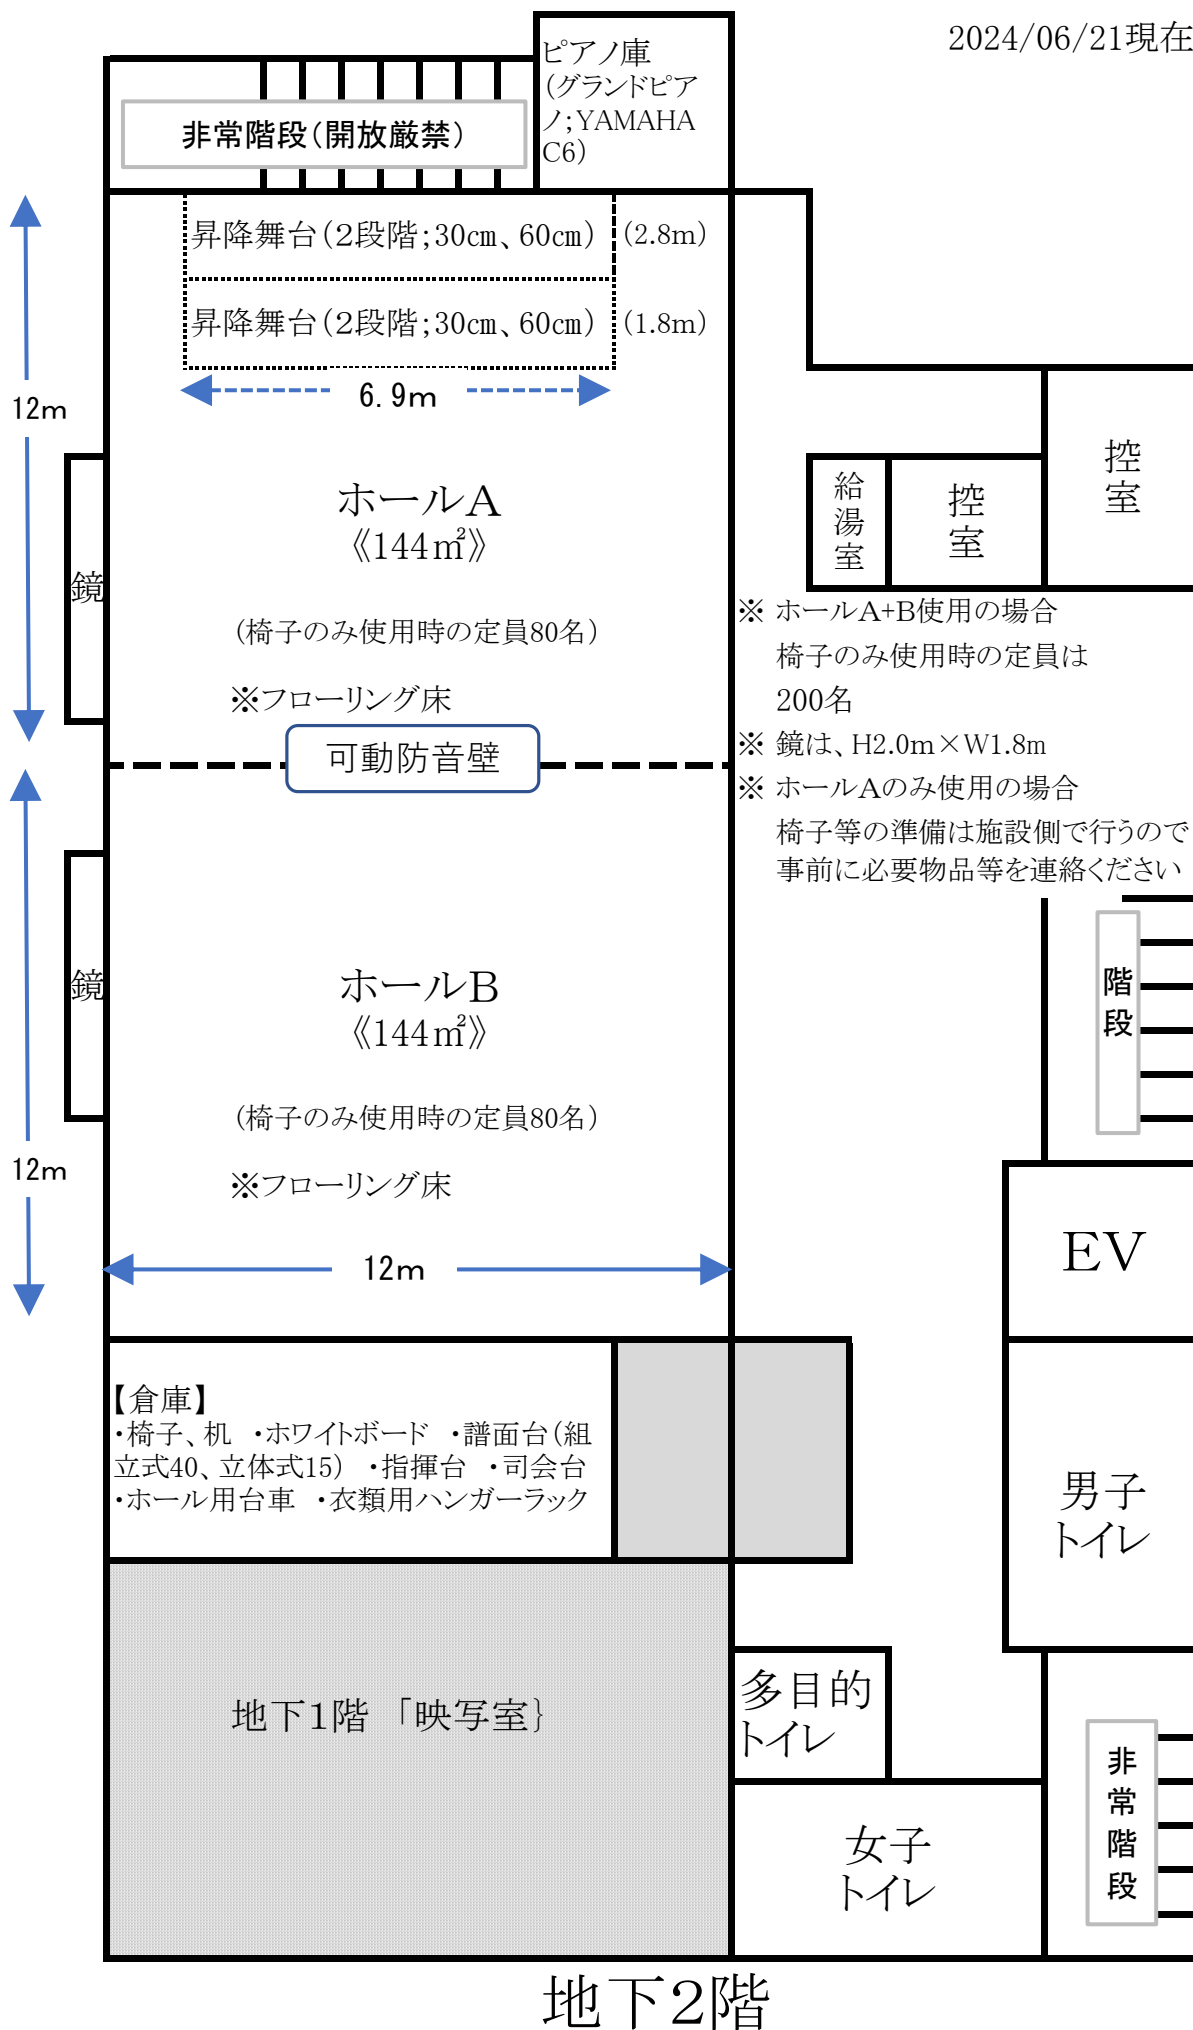 2024/06/21現在
ピアノ庫
(グランドピア
ノ;YAMAHA
C6)
非常階段(開放厳禁)
昇降舞台(2段階;30㎝、60㎝)
(2.8m)
昇降舞台(2段階;30㎝、60㎝)
(1.8m)
6.9m
12m
控室
給湯室
控室
ホールA
《144㎡》
鏡
(椅子のみ使用時の定員80名)
※フローリング床
※ ホールA+B使用の場合
椅子のみ使用時の定員は
200名
※ 鏡は、H2.0m×W1.8m
※ ホールAのみ使用の場合
椅子等の準備は施設側で行うので
事前に必要物品等を連絡ください
可動防音壁
階段
鏡
ホールB
《144㎡》
(椅子のみ使用時の定員80名)
12m
※フローリング床
EV
12m
【倉庫】
・椅子、机 ・ホワイトボード ・譜面台(組
立式40、立体式15) ・指揮台 ・司会台
・ホール用台車 ・衣類用ハンガーラック
男子
トイレ
地下1階 「映写室}
多目的
トイレ
非常階段
女子
トイレ
地下2階